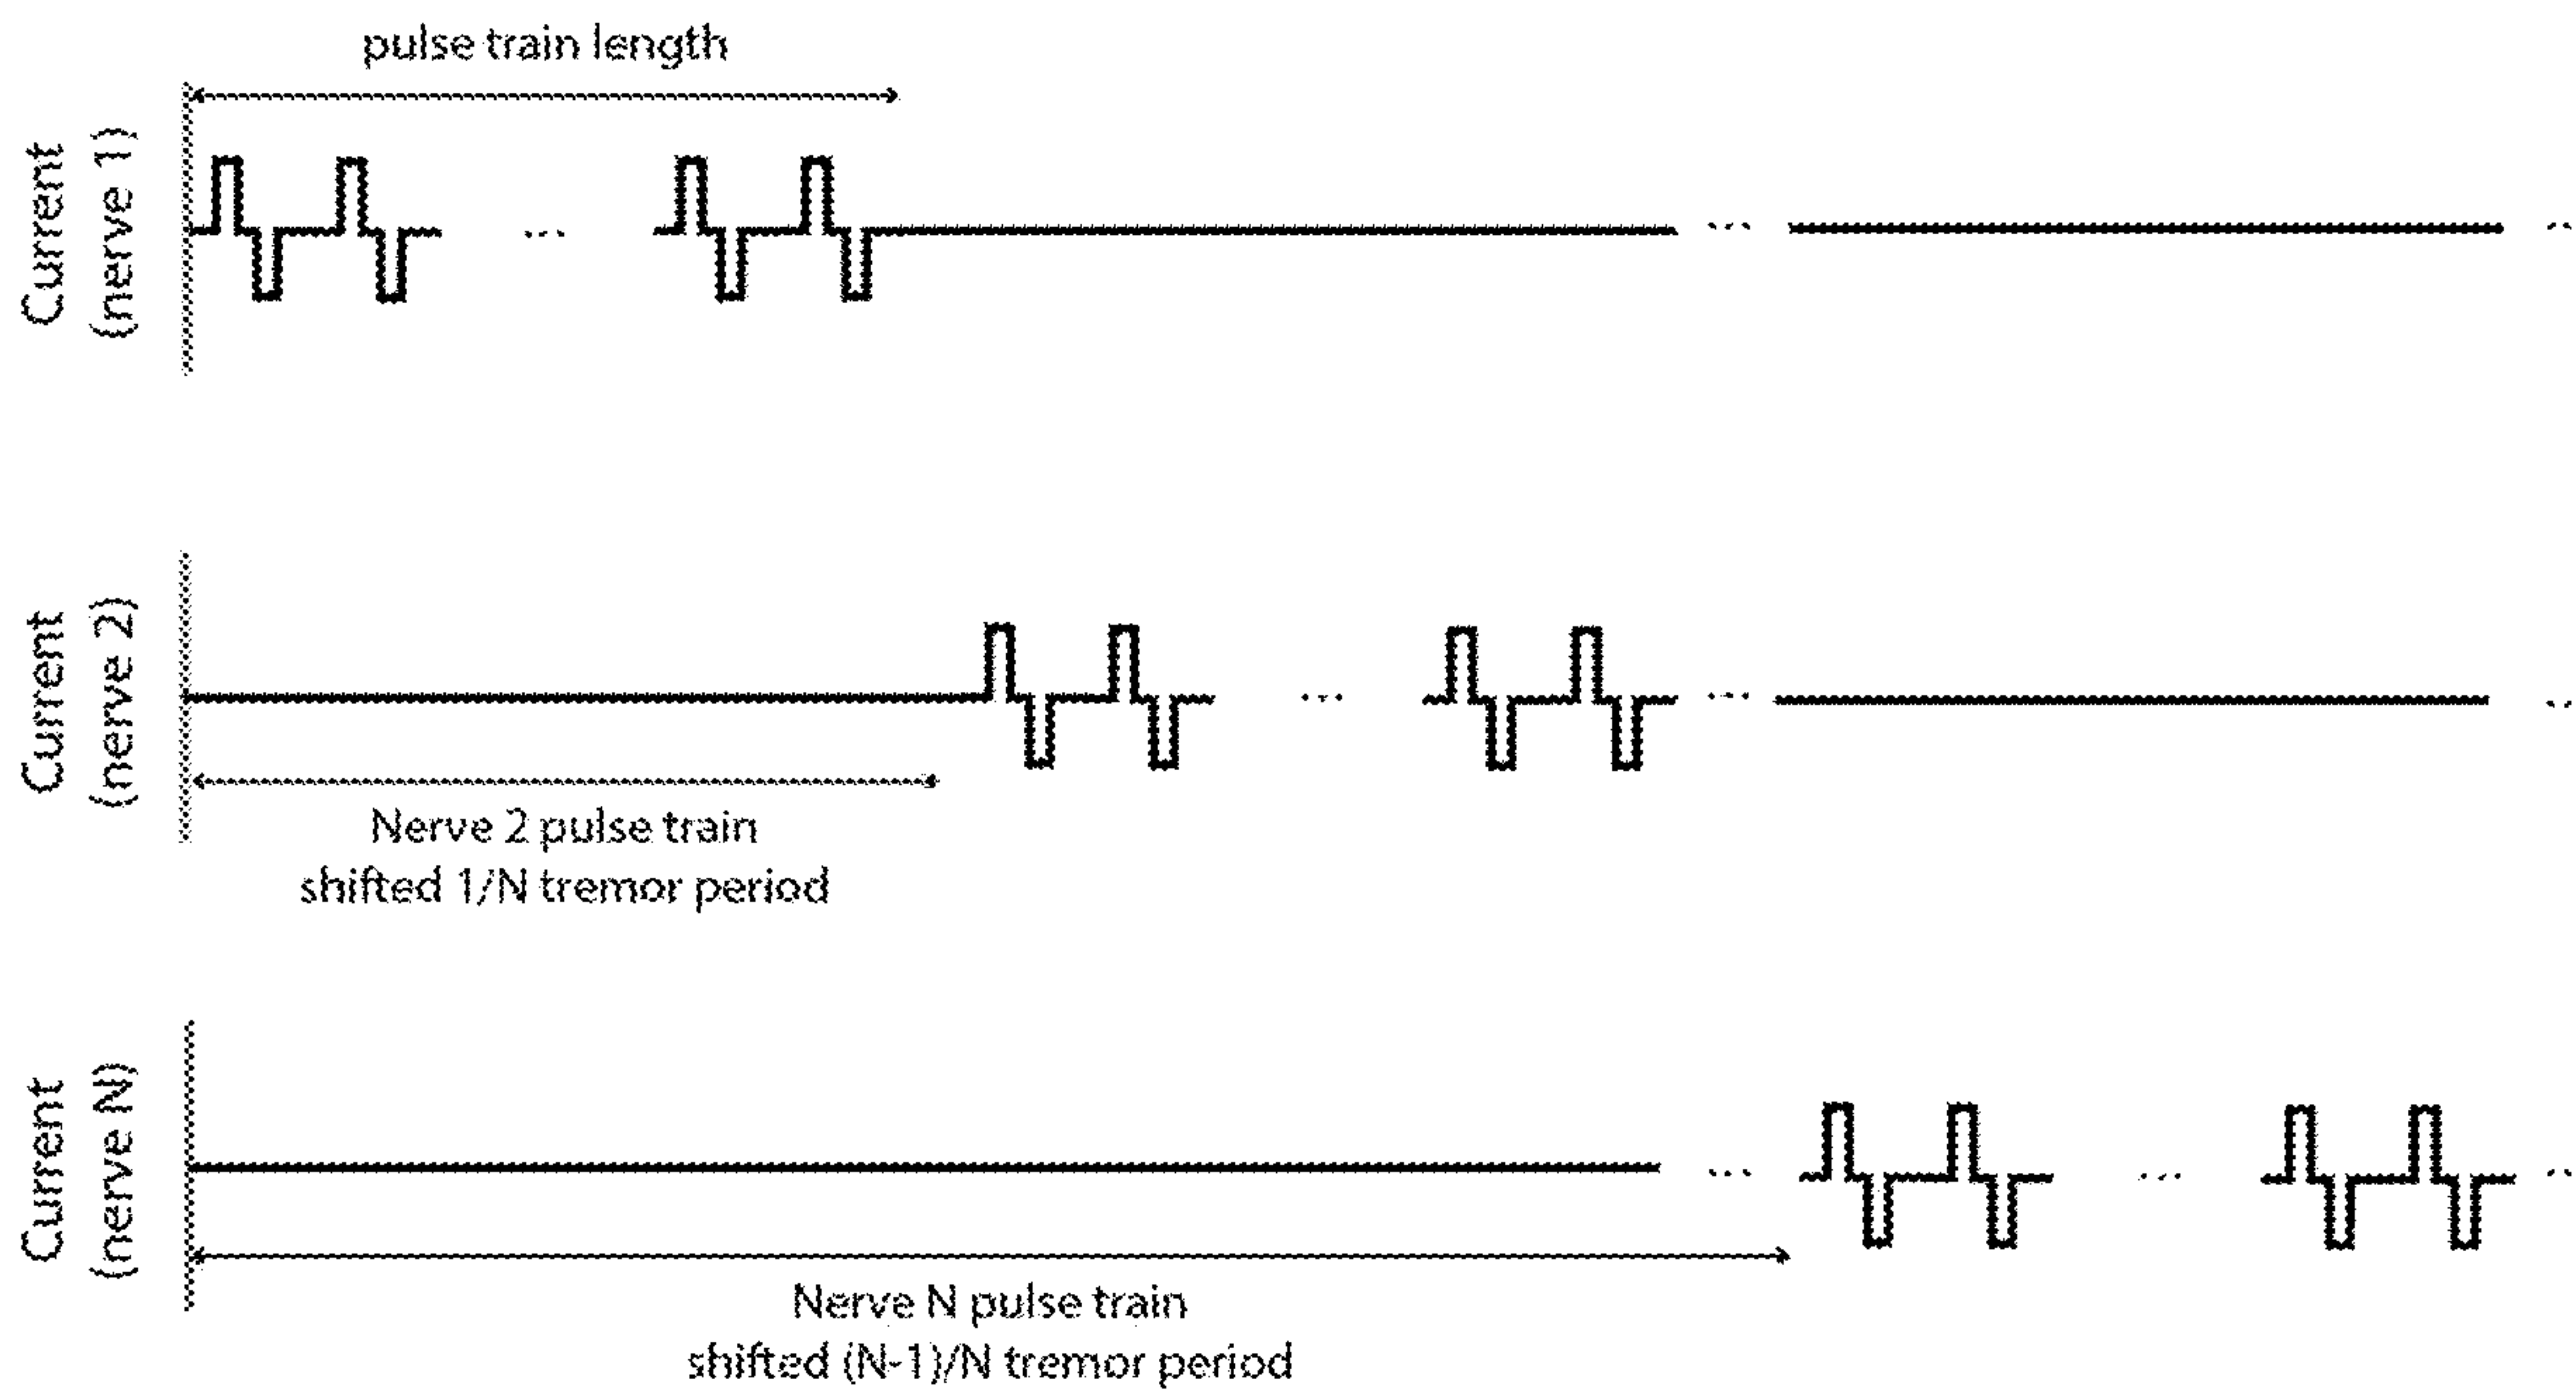 pulse train length
Current
(nerve 1)
...
...
...
Current
(nerve 2)
...
...
...
Nerve 2 pulse train
shifted 1/N tremor period
Current
(nerve N)
...
...
...
Nerve N pulse train
shifted (N-1)/N tremor period